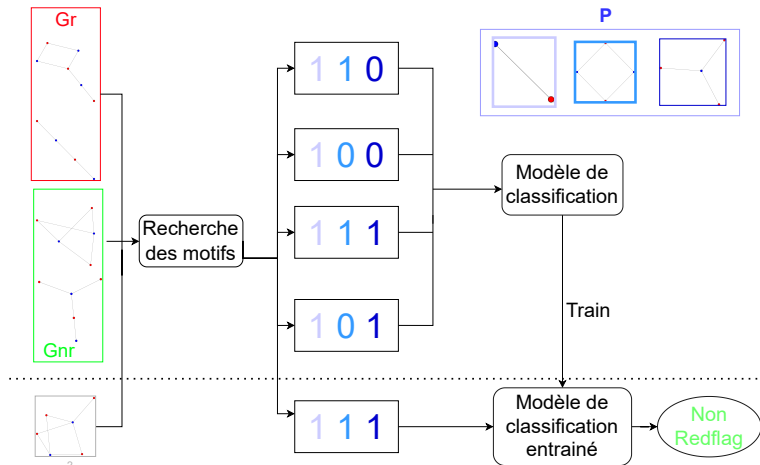 Gr
P
1 1 0
1 0 0
Modèle de
classification
Recherche
des motifs
1 1 1
1 0 1
Train
Gnr
1 1 1
Modèle de
classification
entrainé
Non
Redflag
?